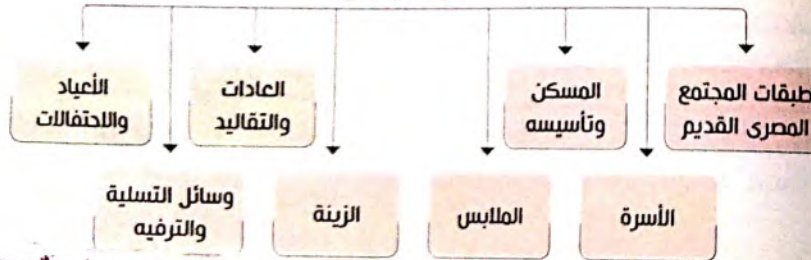 طبقات المجتمع
المصرى القديم
الأسرة
المسكن
وتأسيسه
الملابس
الزينة
العادات
والتقاليد
وسائل التسلية
والترفيه
الأعياد
والاحتفالات